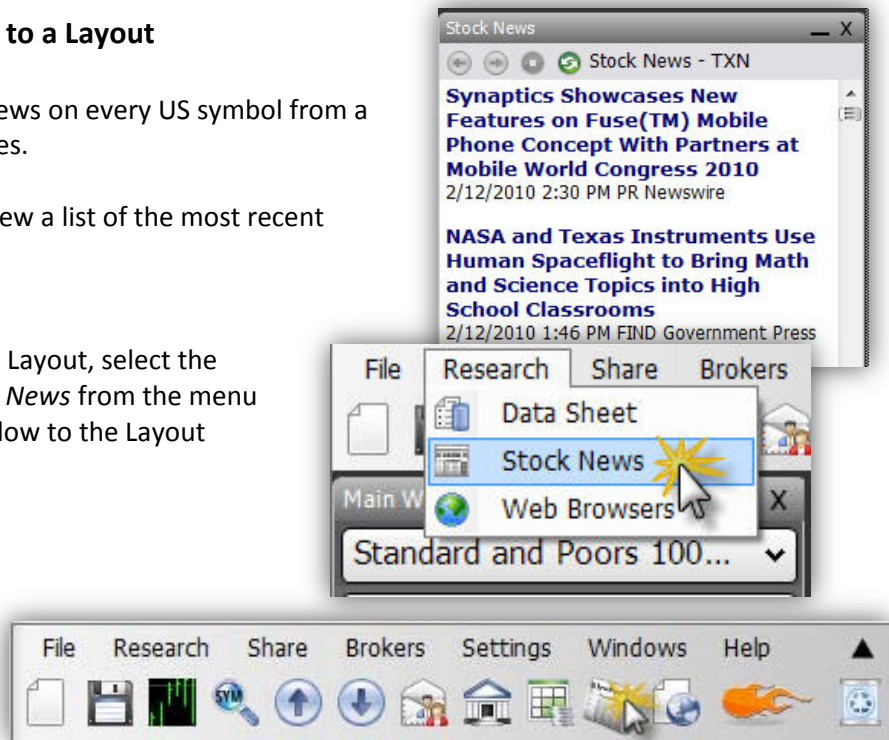 to a Layout
ews on every US symbol from a
es.
ew a list of the most recent
Layout, select the
News from the menu
low to the Layout
Stock News
X
Stock News - TXN
Synaptics Showcases New
Features on Fuse(TM) Mobile
Phone Concept With Partners at
Mobile World Congress 2010
2/12/2010 2:30 PM PR Newswire
NASA and Texas Instruments Use
Human Spaceflight to Bring Math
and Science Topics into High
School Classrooms
2/12/2010 1:46 PM FIND Government Press
File Research Share Brokers
Data Sheet
Stock News
Web Browsers
Main W X
Standard and Poors 100...
File Research Share Brokers Settings Windows Help
SYM